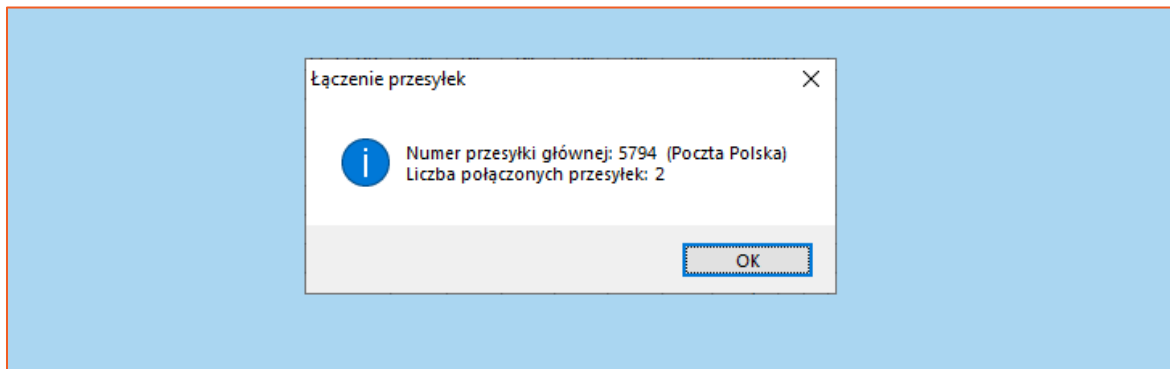 Łączenie przesyłek
Numer przesyłki głównej: 5794 (Poczta Polska)
Liczba połączonych przesyłek: 2
OK